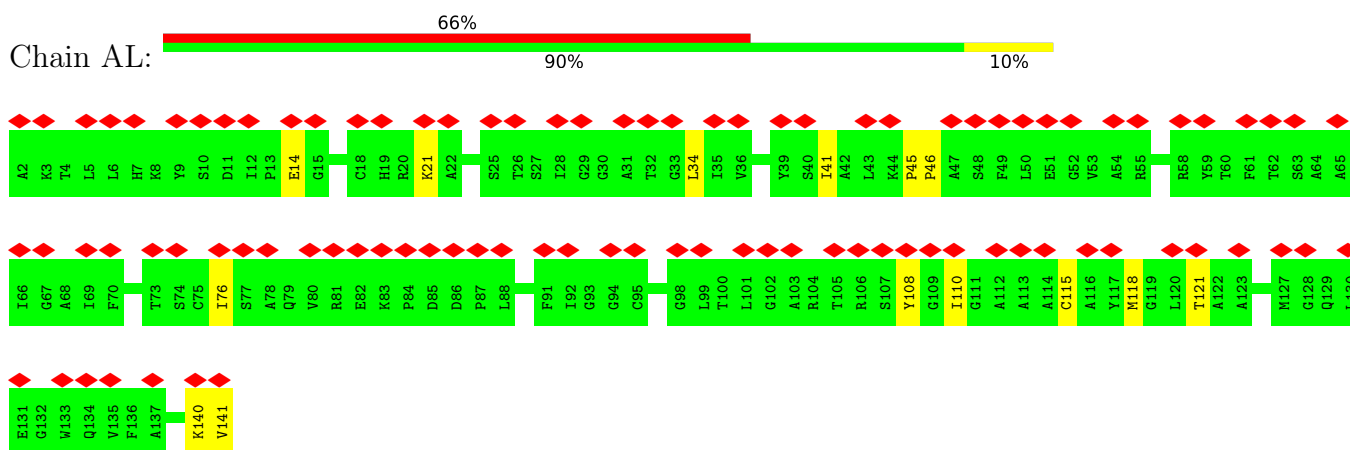 66%
Chain AL:
90% 10%
A2 K3 T4 L5 L6 H7 K8 Y9 S10 D11 I12 P13 E14 G15 C18 H19 R20 K21 A22 S25 T26 S27 I28 G29 G30 A31 T32 G33 L34 I35 V36 Y39 S40 I41 A42 L43 K44 P45 P46 A47 S48 F49 L50 E51 G52 V53 A54 R55 R58 Y59 T60 F61 T62 S63 A64 A65
I66 G67 A68 I69 F70 T73 S74 C75 I76 S77 A78 Q79 V80 R81 E82 K83 P84 D85 D86 P87 L88 F91 I92 G93 G94 C95 G98 L99 T100 L101 G102 A103 R104 T105 R106 S107 Y108 G109 I110 G111 A112 A113 A114 C115 A116 Y117 M118 G119 L120 T121 A122 A123 M127 G128 Q129
E131 G132 W133 Q134 V135 F136 A137 K140 V141